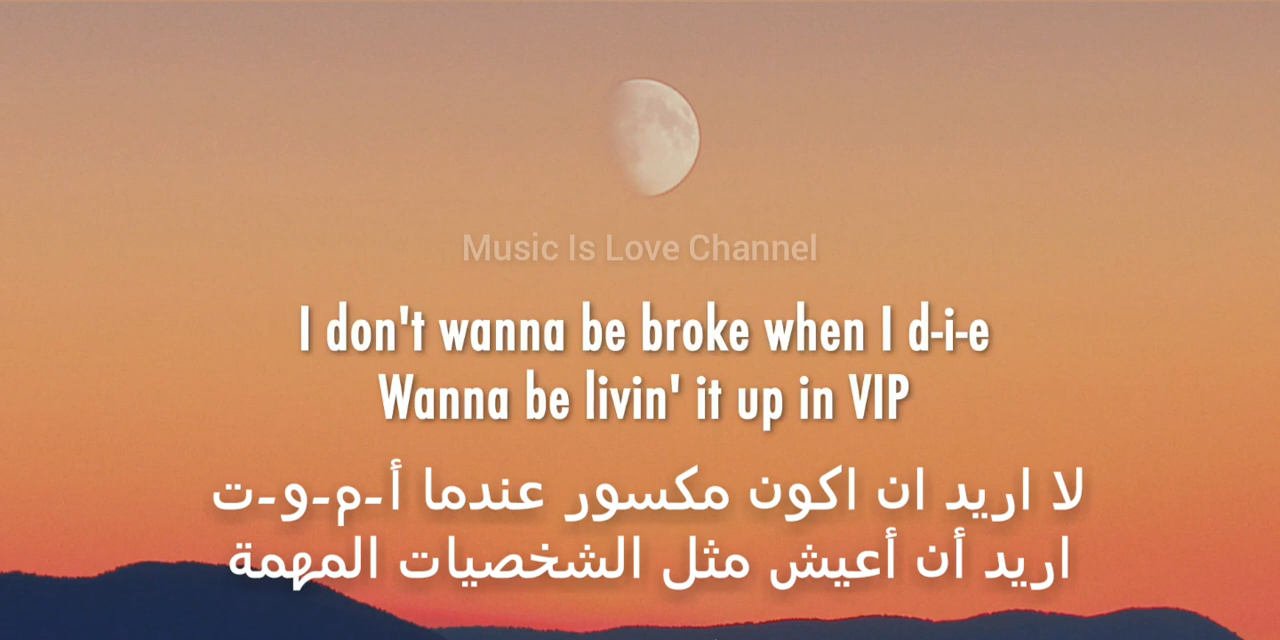 Music Is Love Channel
I don't wanna be broke when I d-i-e
Wanna be livin' it up in VIP
لا اريد ان اكون مكسور عندما أ-م-و-ت
اريد أن أعيش مثل الشخصيات المهمة